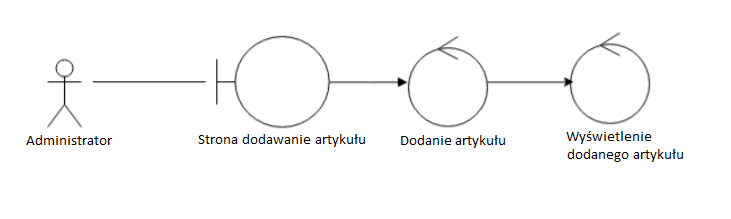 Administrator
Strona dodawanie artykułu
Dodanie artykułu
Wyświetlenie
dodanego artykułu